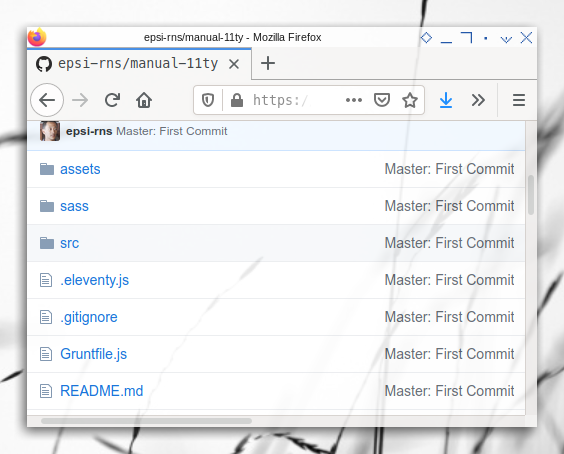 epsi-rns/manual-11ty - Mozilla Firefox
epsi-rns/manual-11ty
https:/
epsi-rns Master: First Commit
assets Master: First Commit
sass Master: First Commit
src Master: First Commit
.eleventy.js Master: First Commit
.gitignore Master: First Commit
Gruntfile.js Master: First Commit
README.md Master: First Commit